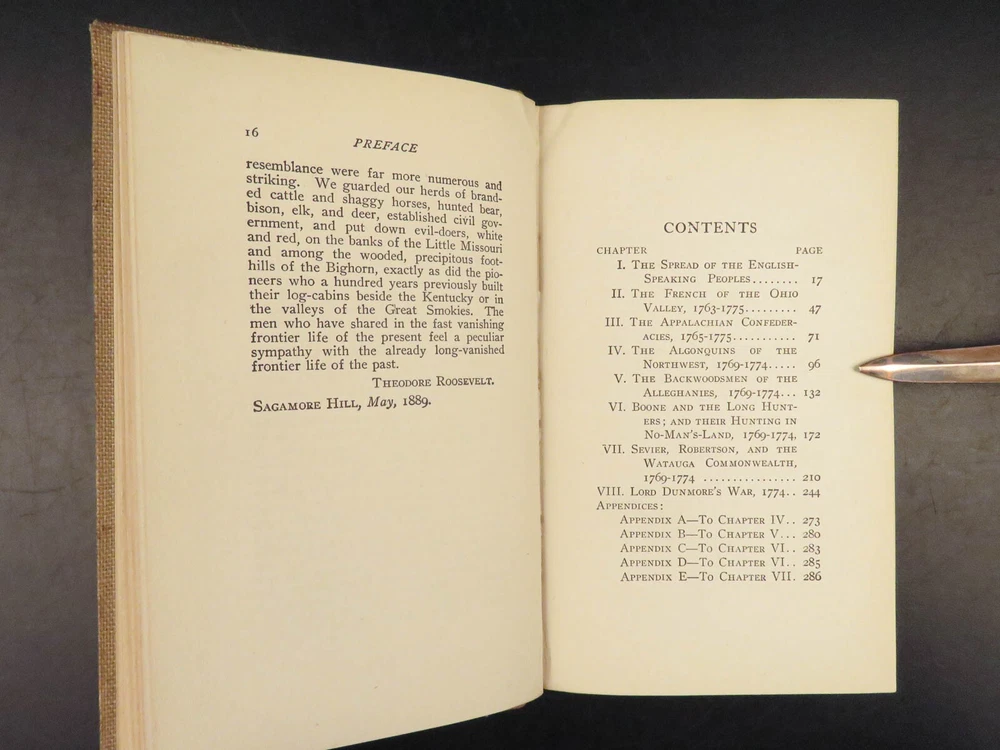 16
PREFACE
resemblance were far more numerous and
striking. We guarded our herds of brand-
ed cattle and shaggy horses, hunted bear,
bison, elk, and deer, established civil gov-
ernment, and put down evil-doers, white
and red, on the banks of the Little Missouri
and among the wooded, precipitous foot-
hills of the Bighorn, exactly as did the pio-
neers who a hundred years previously built
their log-cabins beside the Kentucky or in
the valleys of the Great Smokies. The
men who have shared in the fast vanishing
frontier life of the present feel a peculiar
sympathy with the already long-vanished
frontier life of the past.
THEODORE ROOSEVELT.
SAGAMORE HILL, May, 1889.
CONTENTS
CHAPTER PAGE
I. THE SPREAD OF THE ENGLISH-
SPEAKING PEOPLES........ 17
II. THE FRENCH OF THE OHIO
VALLEY, 1763-1775......... 47
III. THE APPALACHIAN CONFEDER-
ACIES, 1765-1775........... 71
IV. THE ALGONQUINS OF THE
NORTHWEST, 1769-1774..... 96
V. THE BACKWOODSMEN OF THE
ALLEGHANIES, 1769-1774... 132
VI. BOONE AND THE LONG HUNT-
ERS; AND THEIR HUNTING IN
NO-MAN'S-LAND, 1769-1774, 172
VII. SEVIER, ROBERTSON, AND THE
WATAUGA COMMONWEALTH,
1769-1774 ................ 210
VIII. LORD DUNMORE'S WAR, 1774.. 244
APPENDICES:
APPENDIX A—TO CHAPTER IV.. 273
APPENDIX B—TO CHAPTER V... 280
APPENDIX C—TO CHAPTER VI.. 283
APPENDIX D—TO CHAPTER VI.. 285
APPENDIX E—TO CHAPTER VII. 286